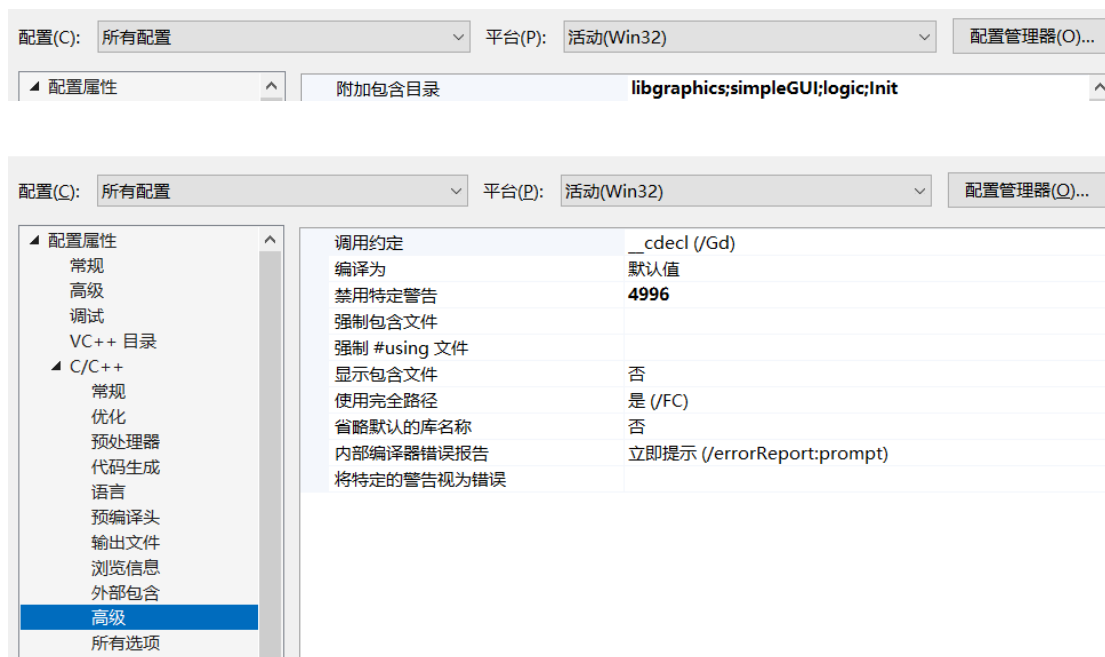 配置(C): 所有配置 平台(P): 活动(Win32) 配置管理器(O)...
配置属性 附加包含目录 libgraphics;simpleGUI;logic;Init
配置(C): 所有配置 平台(P): 活动(Win32) 配置管理器(O)...
配置属性
常规
高级
调试
VC++ 目录
C/C++
常规
优化
预处理器
代码生成
语言
预编译头
输出文件
浏览信息
外部包含
高级
所有选项
调用约定 __cdecl (/Gd)
编译为 默认值
禁用特定警告 4996
强制包含文件
强制 #using 文件
显示包含文件 否
使用完全路径 是 (/FC)
省略默认的库名称 否
内部编译器错误报告 立即提示 (/errorReport:prompt)
将特定的警告视为错误